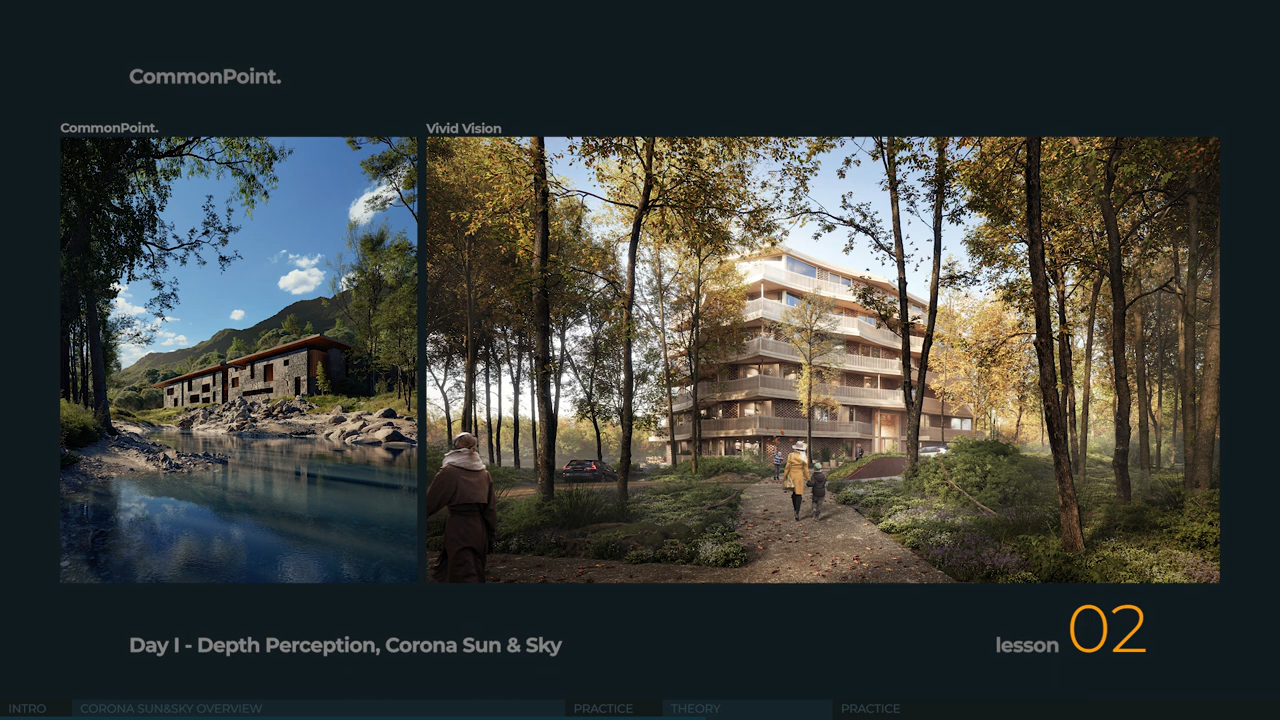 CommonPoint.
CommonPoint.
Vivid Vision
Day I - Depth Perception, Corona Sun & Sky
lesson 02
INTRO
CORONA SUN&SKY OVERVIEW
PRACTICE
THEORY
PRACTICE